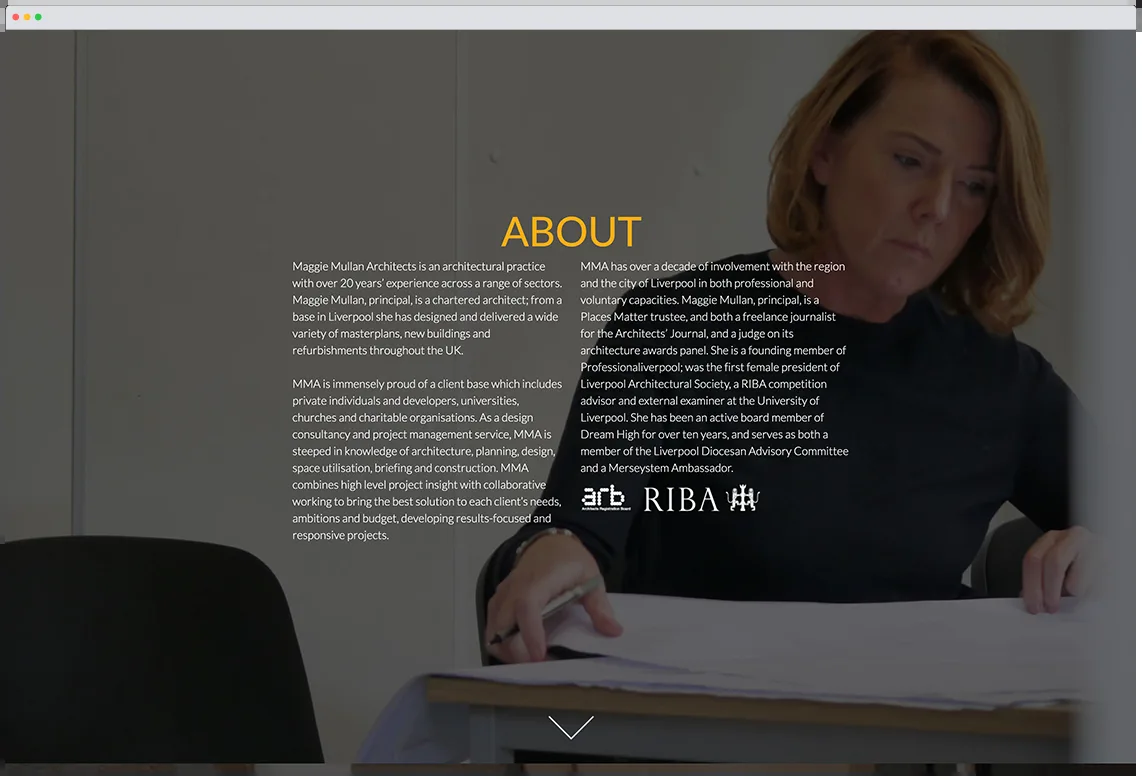 ABOUT
Maggie Mullan Architects is an architectural practice
with over 20 years' experience across a range of sectors.
Maggie Mullan, principal, is a chartered architect; from a
base in Liverpool she has designed and delivered a wide
variety of masterplans, new buildings and
refurbishments throughout the UK.
MMA is immensely proud of a client base which includes
private individuals and developers, universities,
churches and charitable organisations. As a design
consultancy and project management service, MMA is
steeped in knowledge of architecture, planning, design,
space utilisation, briefing and construction. MMA
combines high level project insight with collaborative
working to bring the best solution to each client's needs,
ambitions and budget, developing results-focused and
responsive projects.
MMA has over a decade of involvement with the region
and the city of Liverpool in both professional and
voluntary capacities. Maggie Mullan, principal, is a
Places Matter trustee, and both a freelance journalist
for the Architects' Journal, and a judge on its
architecture awards panel. She is a founding member of
Professionaliverpool; was the first female president of
Liverpool Architectural Society, a RIBA competition
advisor and external examiner at the University of
Liverpool. She has been an active board member of
Dream High for over ten years, and serves as both a
member of the Liverpool Diocesan Advisory Committee
and a Merseystem Ambassador.
arb
Architects Registration Board
RIBA